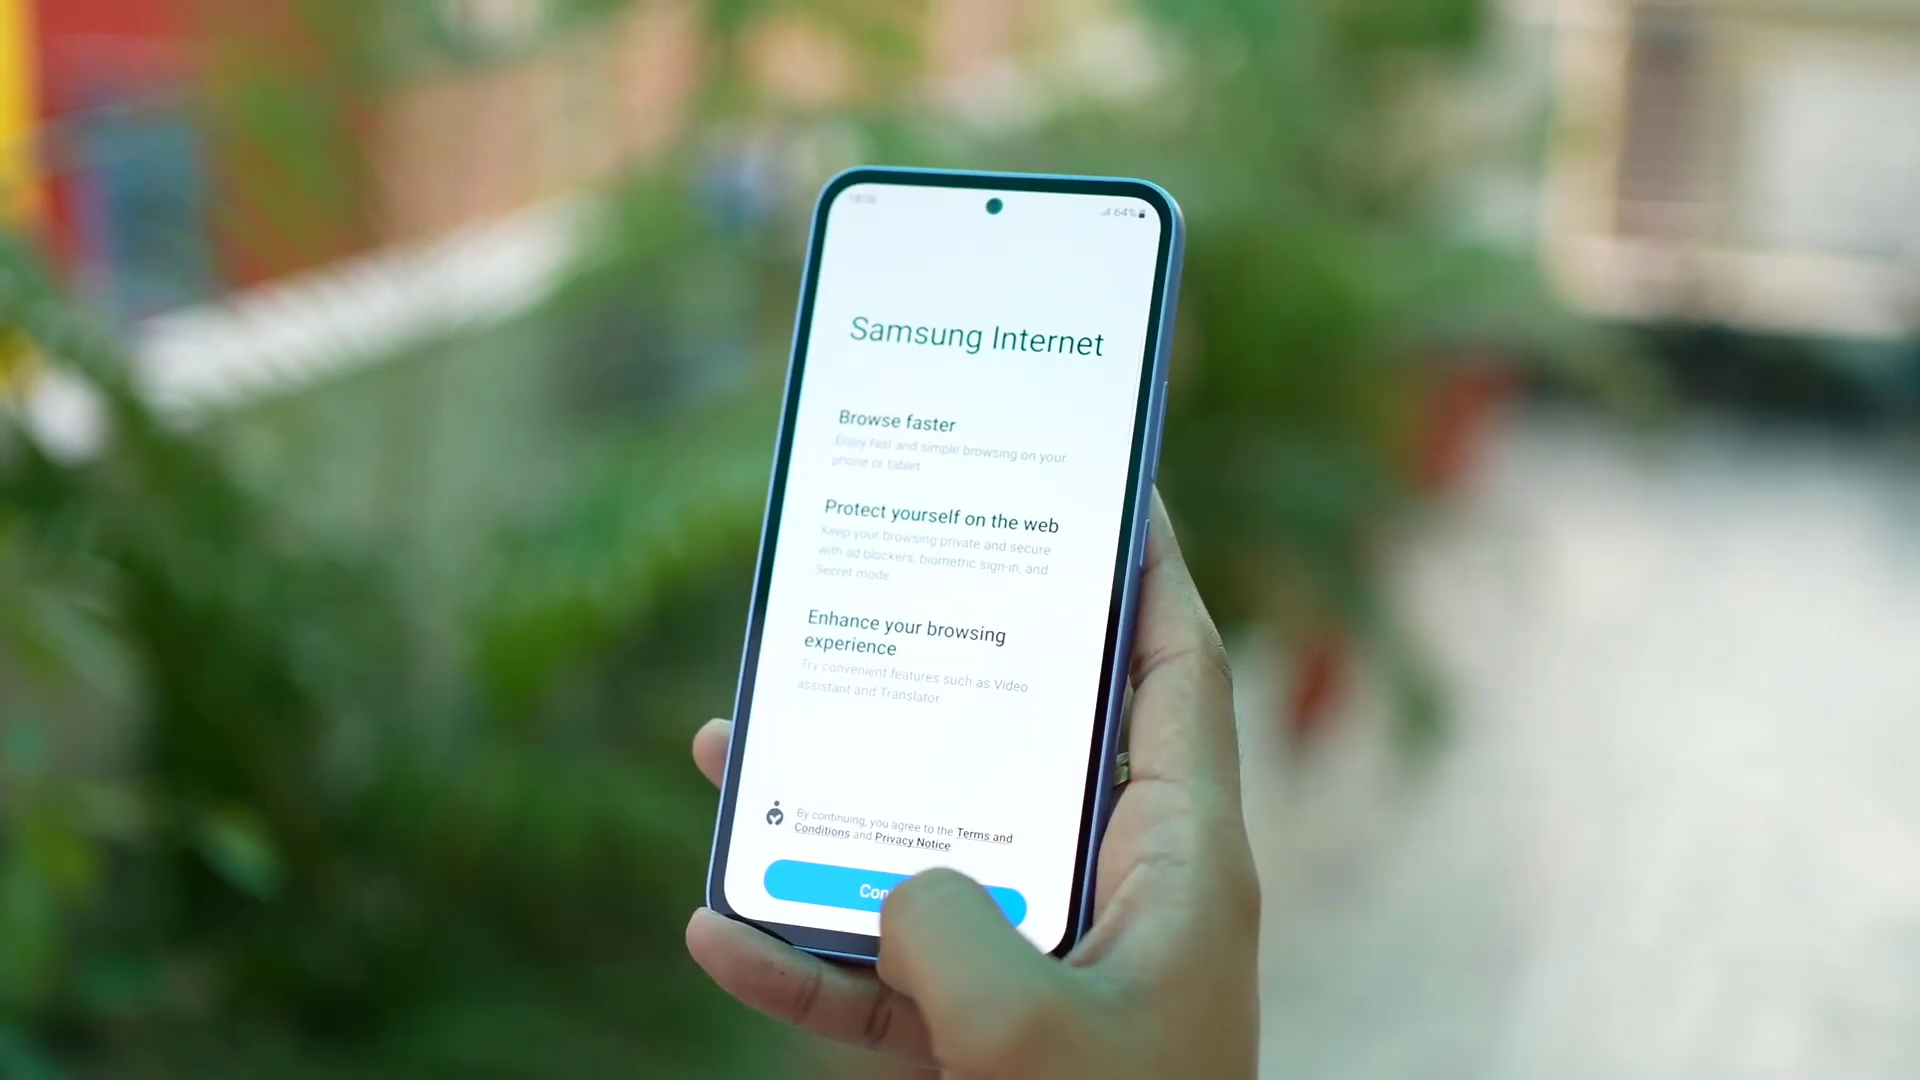 64%
Samsung Internet
Browse faster
Enjoy fast and simple browsing on your
phone or tablet
Protect yourself on the web
Keep your browsing private and secure
with ad blockers, biometric sign-in, and
Secret mode.
Enhance your browsing
experience
Try convenient features such as Video
assistant and Translator
By continuing, you agree to the Terms and
Conditions and Privacy Notice